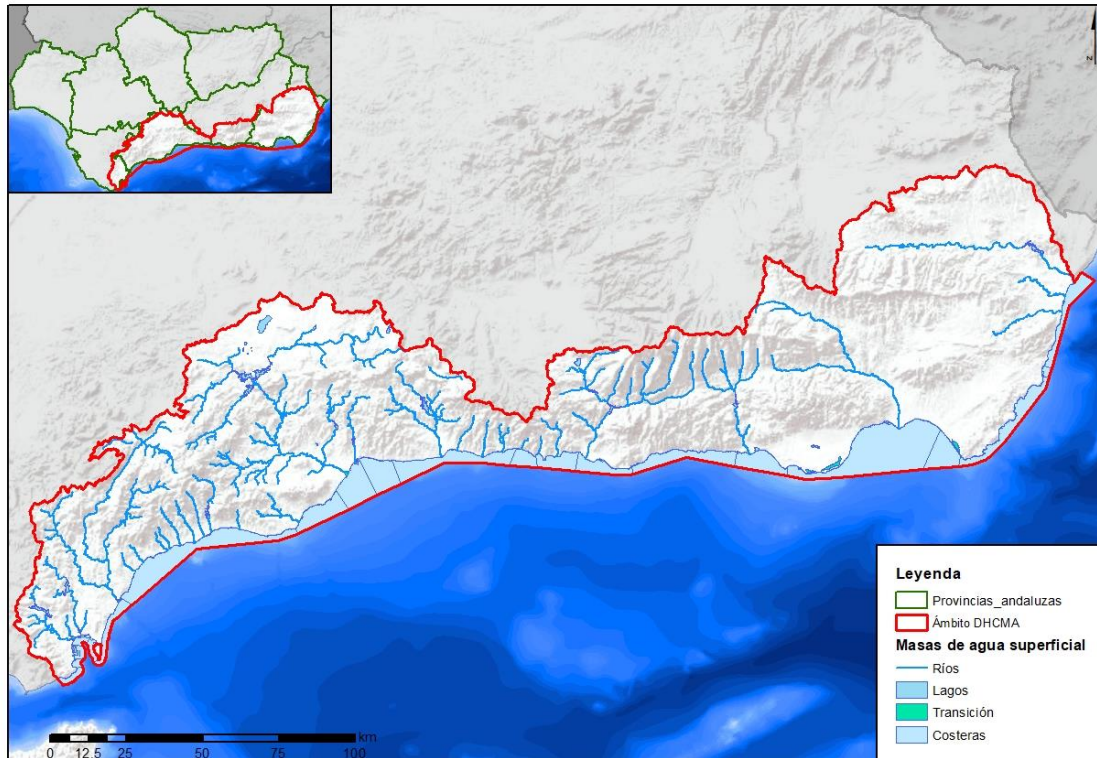 N
Leyenda
Provincias_andaluzas
Ámbito DHCMA
Masas de agua superficial
Ríos
Lagos
Transición
Costeras
km
0 12.5 25 50 75 100